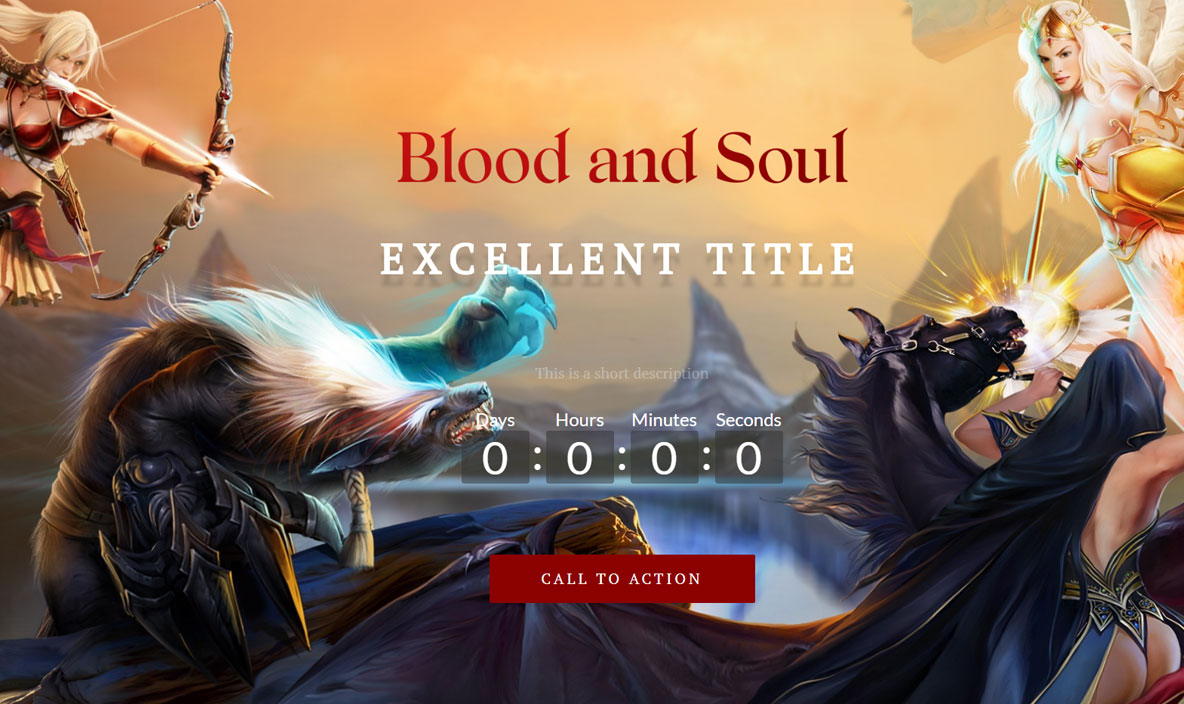 Blood and Soul
EXCELLENT TITLE
This is a short description
Days Hours Minutes Seconds
0 : 0 : 0 : 0
CALL TO ACTION